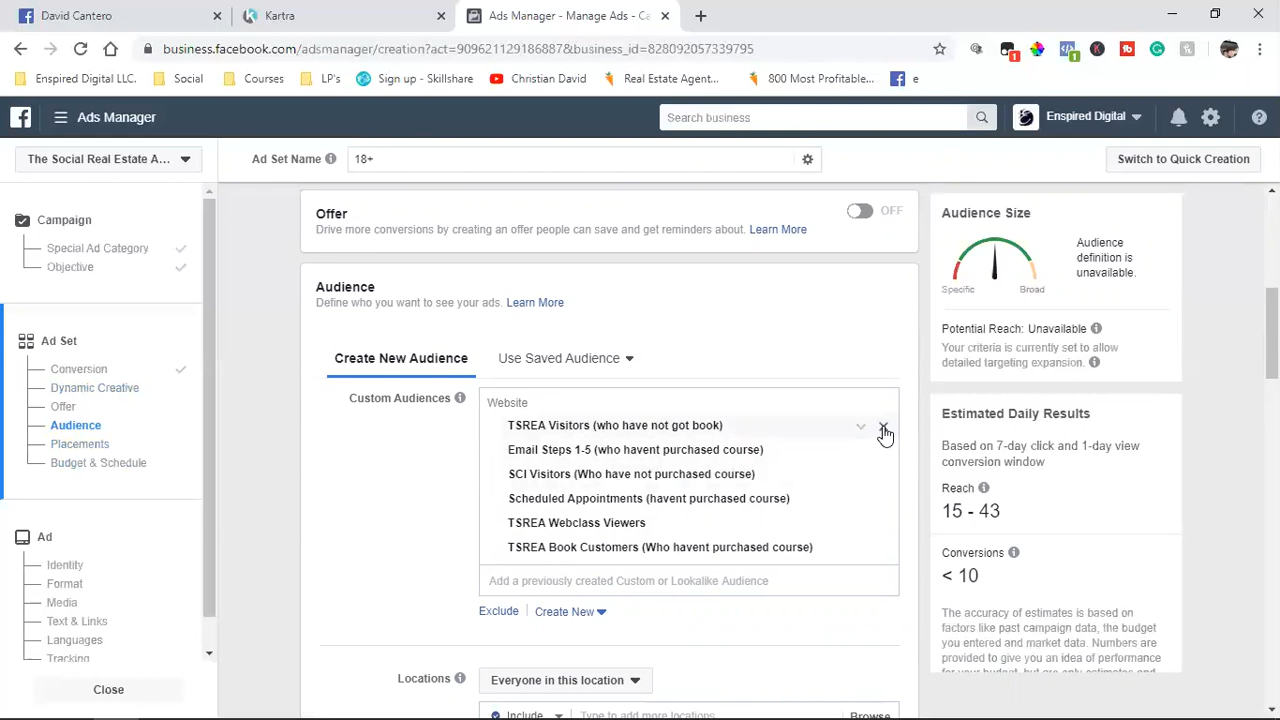 David Cantero
Kartra
Ads Manager - Manage Ads - Ca
business.facebook.com/adsmanager/creation?act=909621129186887&business_id=828092057339795
1
1
Enspired Digital LLC.
Social
Courses
LP's
Sign up - Skillshare
Christian David
Real Estate Agent...
800 Most Profitable...
e
Ads Manager
Search business
Enspired Digital
The Social Real Estate A...
Ad Set Name
18+
Switch to Quick Creation
Campaign
Special Ad Category
Objective
Ad Set
Conversion
Dynamic Creative
Offer
Audience
Placements
Budget & Schedule
Ad
Identity
Format
Media
Text & Links
Languages
Tracking
Close
Offer
OFF
Drive more conversions by creating an offer people can save and get reminders about. Learn More
Audience
Define who you want to see your ads. Learn More
Create New Audience
Use Saved Audience
Custom Audiences
Website
TSREA Visitors (who have not got book)
Email Steps 1-5 (who havent purchased course)
SCI Visitors (Who have not purchased course)
Scheduled Appointments (havent purchased course)
TSREA Webclass Viewers
TSREA Book Customers (Who havent purchased course)
Add a previously created Custom or Lookalike Audience
Exclude
Create New
Locations
Everyone in this location
Include
Type to add more locations
Browse
Audience Size
Specific
Broad
Audience
definition is
unavailable.
Potential Reach: Unavailable
Your criteria is currently set to allow
detailed targeting expansion.
Estimated Daily Results
Based on 7-day click and 1-day view
conversion window
Reach
15 - 43
Conversions
< 10
The accuracy of estimates is based on
factors like past campaign data, the budget
you entered and market data. Numbers are
provided to give you an idea of performance
for your budget, but are only estimates and